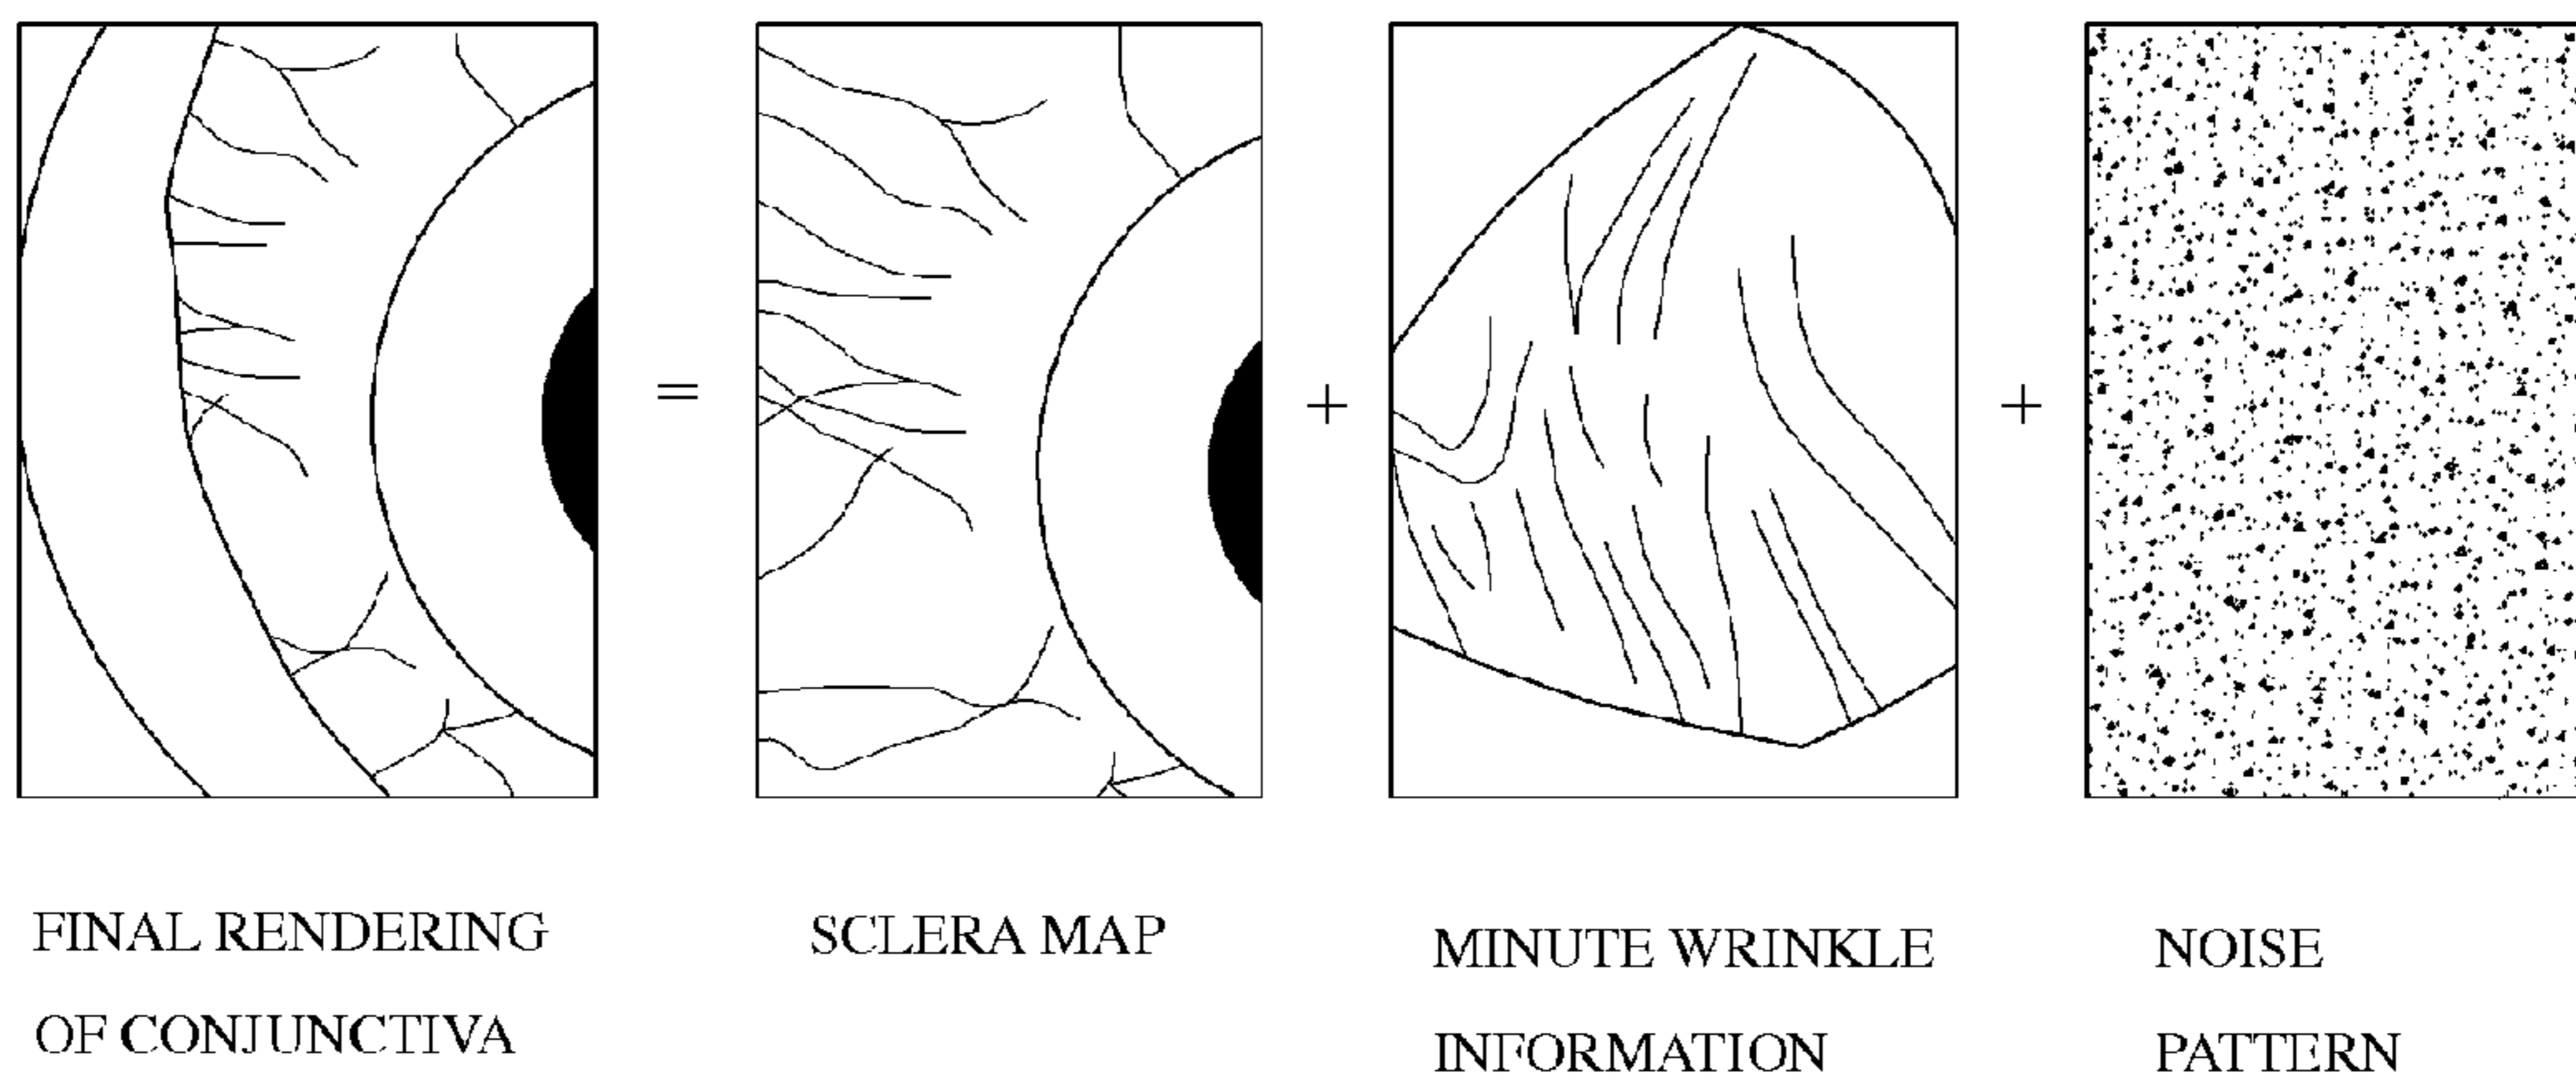 =
+
+
FINAL RENDERING
OF CONJUNCTIVA
SCLERA MAP
MINUTE WRINKLE
INFORMATION
NOISE
PATTERN